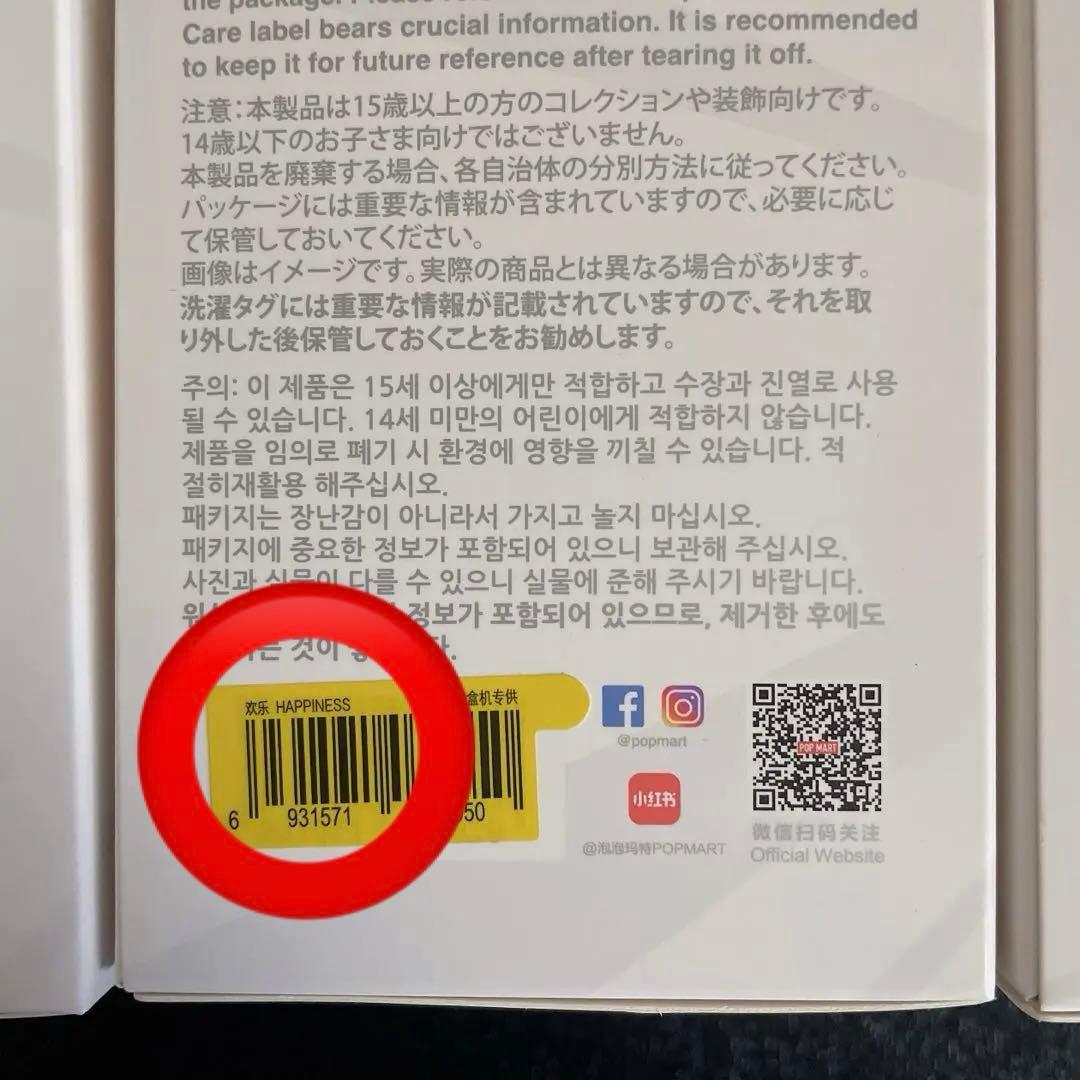 the package. Please
Care label bears crucial information. It is recommended
to keep it for future reference after tearing it off.
注意:本製品は15歳以上の方のコレクションや装飾向けです。
14歳以下のお子さま向けではございません。
本製品を廃棄する場合、各自治体の分別方法に従ってください。
パッケージには重要な情報が含まれていますので、必要に応じ
て保管しておいてください。
画像はイメージです。実際の商品とは異なる場合があります。
洗濯タグには重要な情報が記載されていますので、それを取
り外した後保管しておくことをお勧めします。
주의: 이 제품은 15세 이상에게만 적합하고 수장과 진열로 사용
될 수 있습니다. 14세 미만의 어린이에게 적합하지 않습니다.
제품을 임의로 폐기 시 환경에 영향을 끼칠 수 있습니다. 적
절히재활용 해주십시오.
패키지는 장난감이 아니라서 가지고 놀지 마십시오.
패키지에 중요한 정보가 포함되어 있으니 보관해 주십시오.
사진과 실물이 다를 수 있으니 실물에 준해 주시기 바랍니다.
정보가 포함되어 있으므로, 제거한 후에도
것이
欢乐 HAPPINESS 盒机专供
6 931571 50
@popmart
小红书
@泡泡玛特POPMART
POP MART
微信扫码关注
Official Website